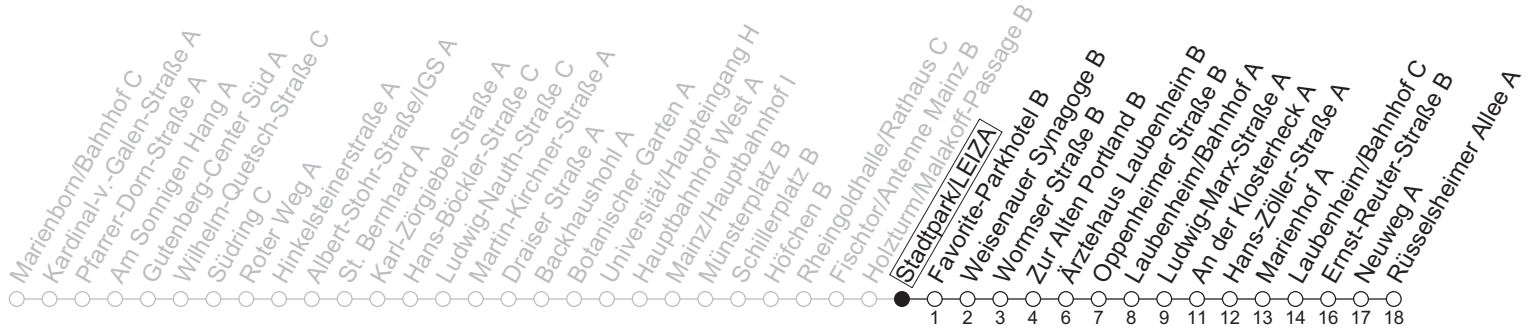 Marienborn/Bahnhof C
Kardinal-v.-Galen-Straße A
Pfarrer-Dorn-Straße A
Am Sonnigen Hang A
Gutenberg-Center Süd A
Wilhelm-Quetsch-Straße C
Südring C
Roter Weg A
Hinkelsteinerstraße A
Albert-Stohr-Straße/IGS A
St. Bernhard A
Karl-Zörgiebel-Straße A
Hans-Böckler-Straße C
Ludwig-Nauth-Straße C
Martin-Kirchner-Straße A
Draiser Straße A
Backhaushohl A
Botanischer Garten A
Universität/Haupteingang H
Hauptbahnhof West A
Mainz/Hauptbahnhof I
Münsterplatz B
Schillerplatz B
Höfchen B
Rheingoldhalle/Rathaus C
Fischtor/Antenne Mainz B
Holzturm/Malakoff-Passage B
Stadtpark/LEIZA
Favorite-Parkhotel B
Weisenauer Synagoge B
Wormser Straße B
Zur Alten Portland B
Ärztehaus Laubenheim B
Oppenheimer Straße B
Laubenheim/Bahnhof A
Ludwig-Marx-Straße A
An der Klosterheck A
Hans-Zöller-Straße A
Marienhof A
Laubenheim/Bahnhof C
Ernst-Reuter-Straße B
Neuweg A
Rüsselsheimer Allee A
1 2 3 4 6 7 8 9 11 12 13 14 16 17 18